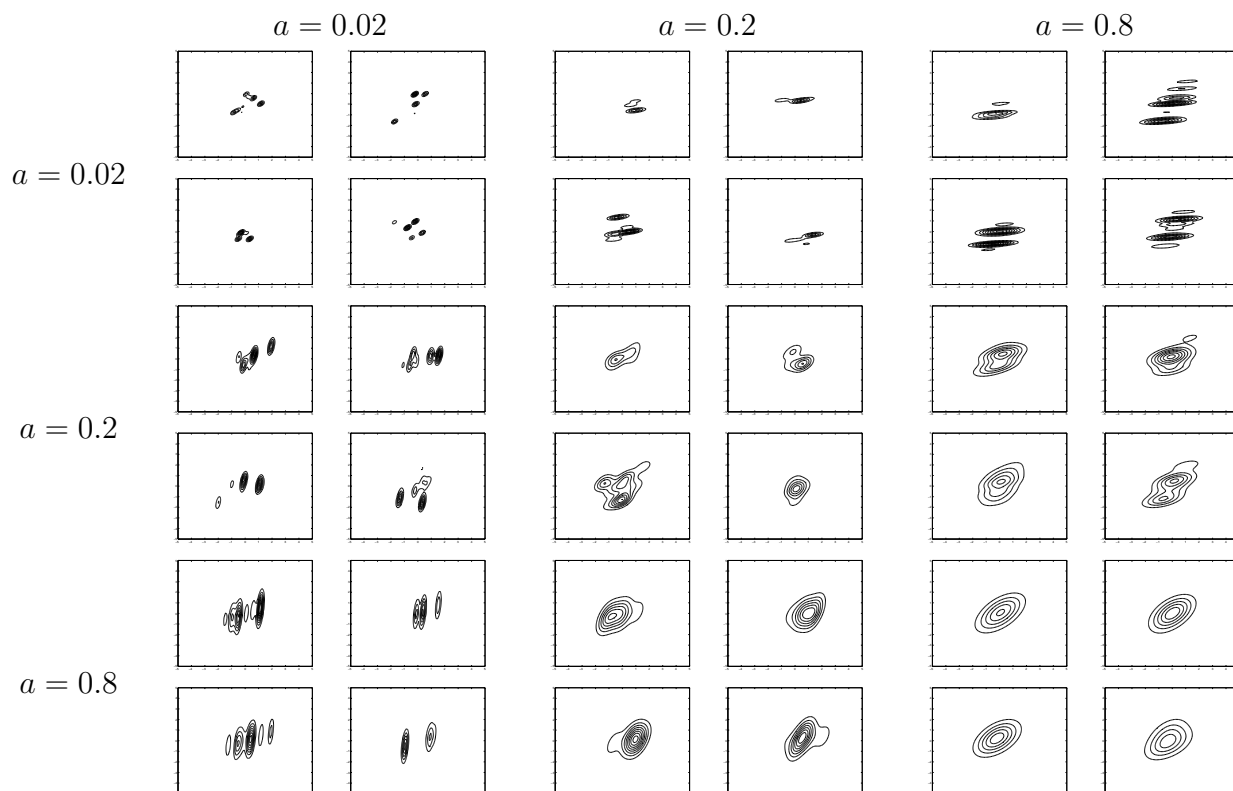 a = 0.02 a = 0.2 a = 0.8
a = 0.02
a = 0.2
a = 0.8